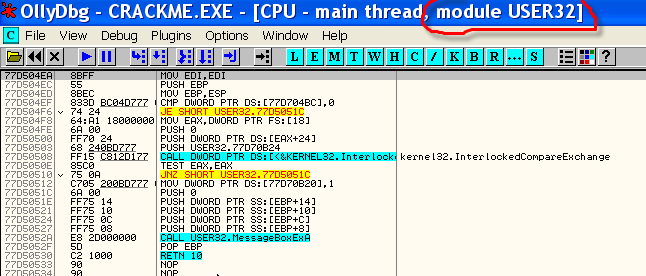 OllyDbg - CRACKME.EXE - [CPU - main thread, module USER32]
C File View Debug Plugins Options Window Help
L E M T W H C / K B R ... S
77D504EA 8BFF MOV EDI,EDI
77D504EC 55 PUSH EBP
77D504ED 8BEC MOV EBP,ESP
77D504EF 833D BC04D777 CMP DWORD PTR DS:[77D704BC],0
77D504F6 74 24 JE SHORT USER32.77D5051C
77D504F8 64:A1 18000000 MOV EAX,DWORD PTR FS:[18]
77D504FE 6A 00 PUSH 0
77D50500 FF70 24 PUSH DWORD PTR DS:[EAX+24]
77D50503 68 240BD777 PUSH USER32.77D70B24
77D50508 FF15 C812D177 CALL DWORD PTR DS:[<&KERNEL32.Interlocke kernel32.InterlockedCompareExchange
77D5050E 85C0 TEST EAX,EAX
77D50510 75 0A JNZ SHORT USER32.77D5051C
77D50512 C705 200BD777 MOV DWORD PTR DS:[77D70B20],1
77D5051C 6A 00 PUSH 0
77D5051E FF75 14 PUSH DWORD PTR SS:[EBP+14]
77D50521 FF75 10 PUSH DWORD PTR SS:[EBP+10]
77D50524 FF75 0C PUSH DWORD PTR SS:[EBP+C]
77D50527 FF75 08 PUSH DWORD PTR SS:[EBP+8]
77D5052A E8 2D000000 CALL USER32.MessageBoxExA
77D5052F 5D POP EBP
77D50530 C2 1000 RETN 10
77D50533 90 NOP
77D50534 90 NOP